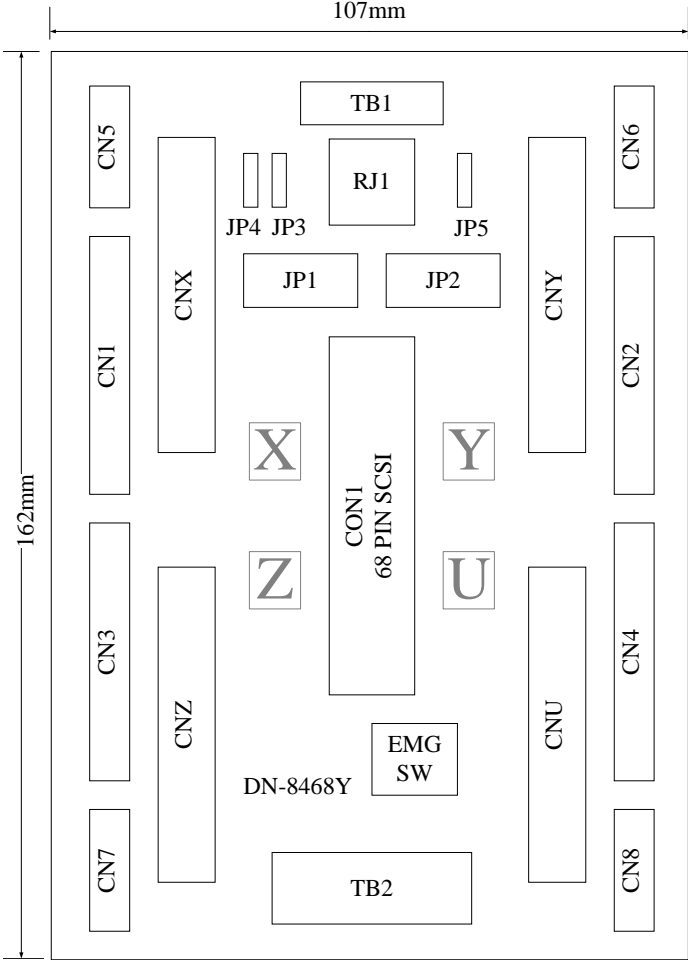 107mm
TB1
CN5
CN6
RJ1
JP4 JP3
JP5
CNX
JP1
JP2
CNY
CN1
CN2
X
Y
CON1
68 PIN SCSI
162mm
Z
U
CN3
CN4
CNZ
CNU
EMG
SW
DN-8468Y
CN7
TB2
CN8